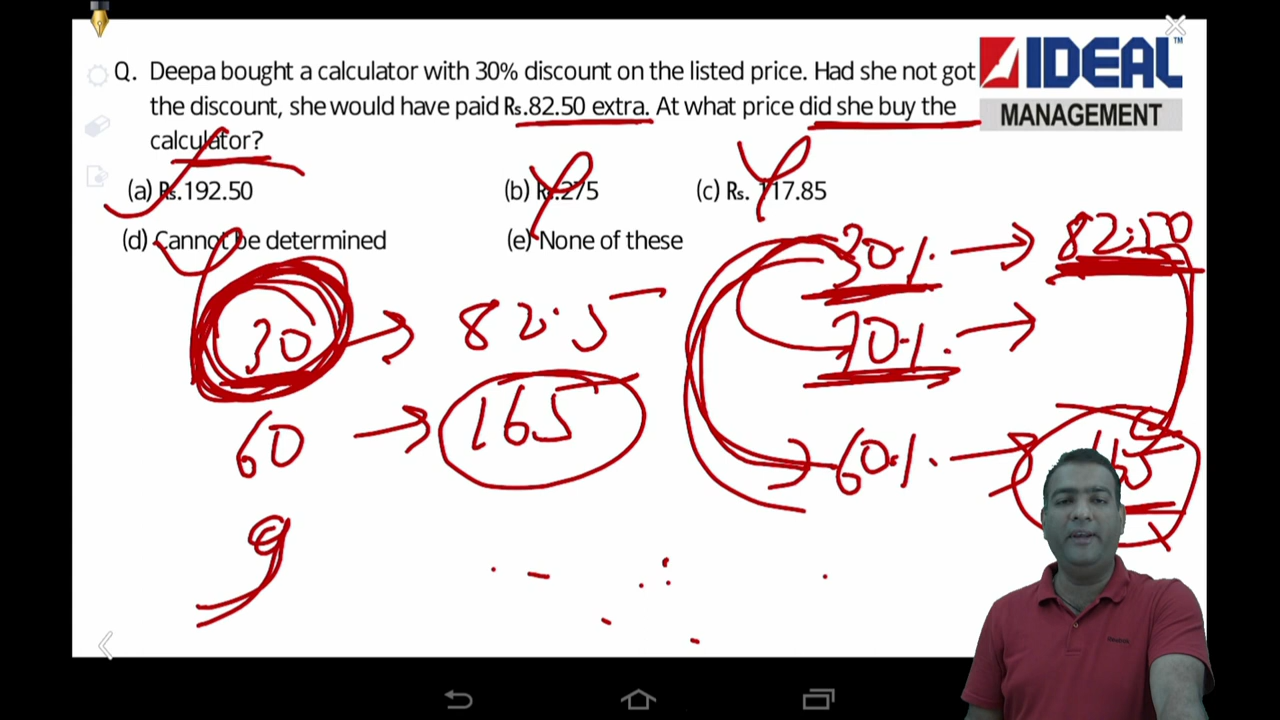 IDEAL™
MANAGEMENT
Q. Deepa bought a calculator with 30% discount on the listed price. Had she not got
the discount, she would have paid Rs.82.50 extra. At what price did she buy the
calculator?
(a) Rs.192.50 (b) Rs.275 (c) Rs. 117.85
(d) Cannot be determined (e) None of these
30% → 82.50
30 → 82.5
70% →
60 → 165
60% → 165